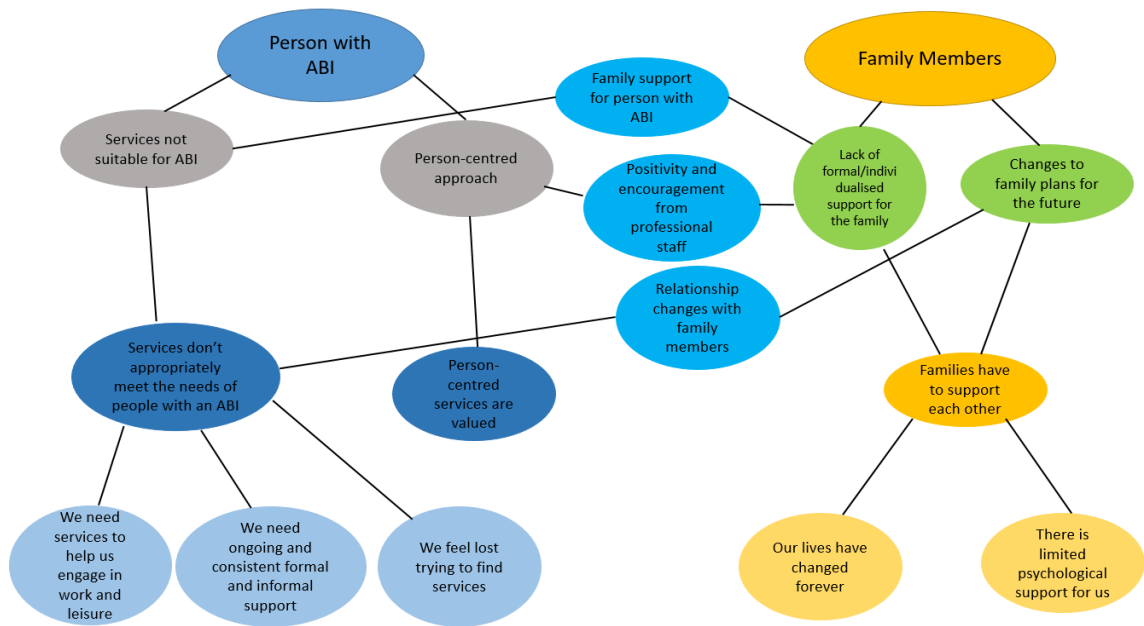 Person with
ABI
Family Members
Family support
for person with
ABI
Services not
suitable for ABI
Person-centred
approach
Lack of
formal/indivi
dualised
support for
the family
Changes to
family plans for
the future
Positivity and
encouragement
from
professional
staff
Relationship
changes with
family
members
Services don’t
appropriately
meet the needs of
people with an ABI
Person-
centred
services are
valued
Families have
to support
each other
We need
services to
help us
engage in
work and
leisure
We need
ongoing and
consistent formal
and informal
support
We feel lost
trying to find
services
Our lives have
changed
forever
There is
limited
psychological
support for us